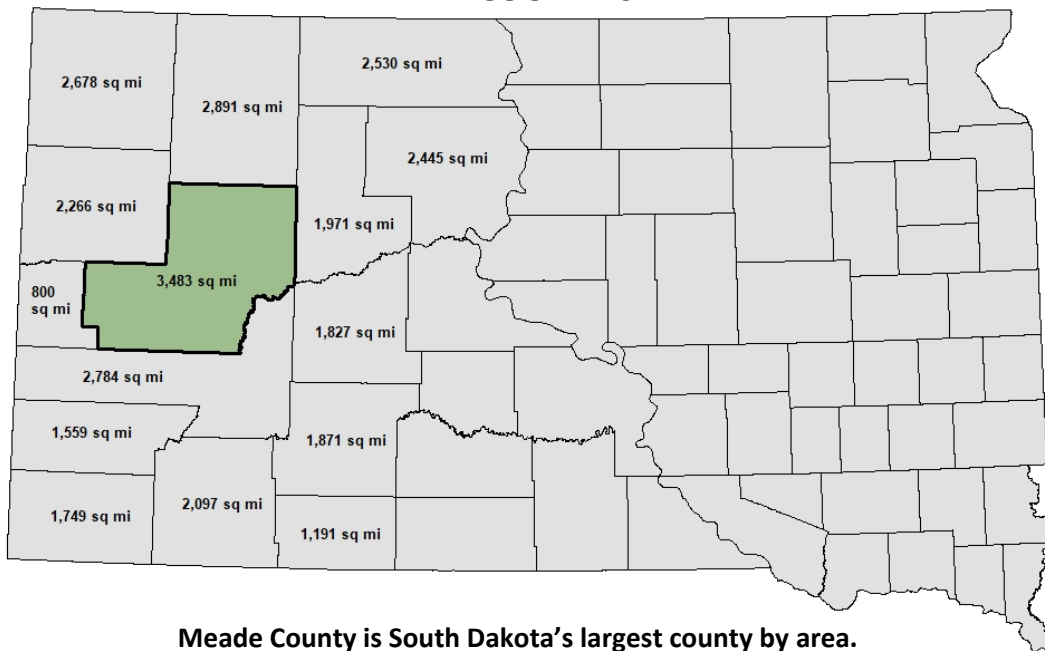 2,530 sq mi
2,678 sq mi
2,891 sq mi
2,445 sq mi
2,266 sq mi
1,971 sq mi
3,483 sq mi
800
sq mi
1,827 sq mi
2,784 sq mi
1,559 sq mi
1,871 sq mi
2,097 sq mi
1,749 sq mi
1,191 sq mi
Meade County is South Dakota’s largest county by area.